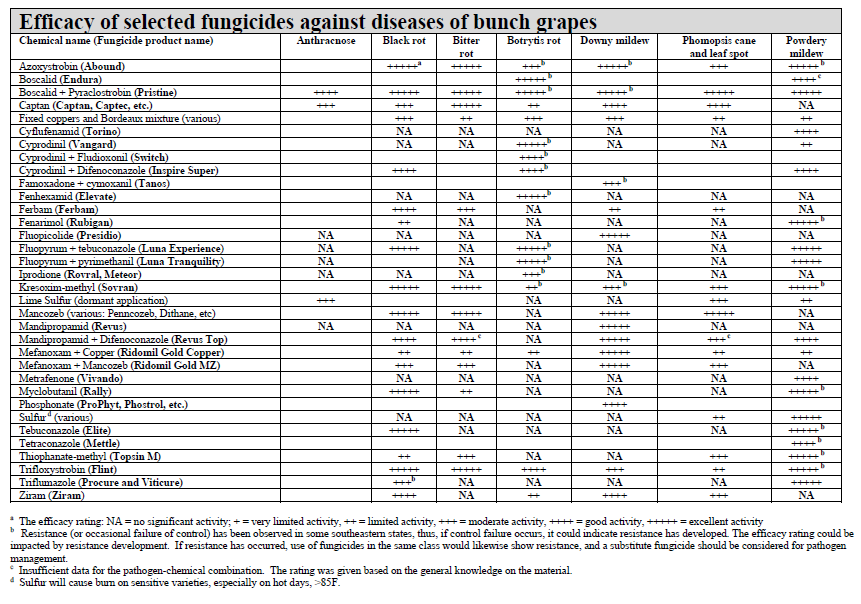 Efficacy of selected fungicides against diseases of bunch grapes
Chemical name (Fungicide product name) Anthracnose Black rot Bitter rot Botrytis rot Downy mildew Phomopsis cane and leaf spot Powdery mildew
Azoxystrobin (Abound) +++++a +++++ +++b +++++b +++ +++++b
Boscalid (Endura) +++++b ++++c
Boscalid + Pyraclostrobin (Pristine) ++++ +++++ +++++ +++++b +++++b +++++ +++++
Captan (Captan, Captec, etc.) +++ +++ +++++ ++ ++++ ++++ NA
Fixed coppers and Bordeaux mixture (various) +++ ++ +++ +++ ++ ++
Cyflufenamid (Torino) NA NA NA NA NA ++++
Cyprodinil (Vangard) NA NA +++++b NA NA ++
Cyprodinil + Fludioxonil (Switch) ++++b
Cyprodinil + Difenoconazole (Inspire Super) ++++ ++++b ++++
Famoxadone + cymoxanil (Tanos) +++b
Fenhexamid (Elevate) NA NA +++++b NA NA NA
Ferbam (Ferbam) ++++ +++ NA ++ ++ NA
Fenarimol (Rubigan) ++ NA NA NA NA +++++b
Fluopicolide (Presidio) NA NA NA NA +++++ NA NA
Fluopyrum + tebuconazole (Luna Experience) NA +++++ NA +++++b NA NA +++++
Fluopyrum + pyrimethanil (Luna Tranquility) NA NA +++++b NA NA +++++
Iprodione (Rovral, Meteor) NA NA NA +++b NA NA NA
Kresoxim-methyl (Sovran) +++++ +++++ ++b +++b +++ +++++b
Lime Sulfur (dormant application) +++ NA NA +++ ++
Mancozeb (various: Penncozeb, Dithane, etc) +++++ +++++ NA +++++ +++++ NA
Mandipropamid (Revus) NA NA NA NA +++++ NA NA
Mandipropamid + Difenoconazole (Revus Top) ++++ ++++c NA +++++ +++c ++++
Mefanoxam + Copper (Ridomil Gold Copper) ++ ++ ++ +++++ ++ ++
Mefanoxam + Mancozeb (Ridomil Gold MZ) +++ +++ NA +++++ +++ NA
Metrafenone (Vivando) NA NA NA NA NA ++++
Myclobutanil (Rally) +++++ ++ NA NA NA +++++b
Phosphonate (ProPhyt, Phostrol, etc.) ++++
Sulfurd (various) NA NA NA NA ++ +++++
Tebuconazole (Elite) +++++ NA NA NA NA +++++b
Tetraconazole (Mettle) ++++b
Thiophanate-methyl (Topsin M) ++ +++ NA NA +++ +++++b
Trifloxystrobin (Flint) +++++ +++++ ++++ +++ ++ +++++b
Triflumazole (Procure and Viticure) +++b NA NA NA NA +++++
Ziram (Ziram) ++++ NA ++ ++++ +++ NA
a The efficacy rating: NA = no significant activity; + = very limited activity, ++ = limited activity, +++ = moderate activity, ++++ = good activity, +++++ = excellent activity
b Resistance (or occasional failure of control) has been observed in some southeastern states, thus, if control failure occurs, it could indicate resistance has developed. The efficacy rating could be
impacted by resistance development. If resistance has occurred, use of fungicides in the same class would likewise show resistance, and a substitute fungicide should be considered for pathogen
management.
c Insufficient data for the pathogen-chemical combination. The rating was given based on the general knowledge on the material.
d Sulfur will cause burn on sensitive varieties, especially on hot days, >85F.